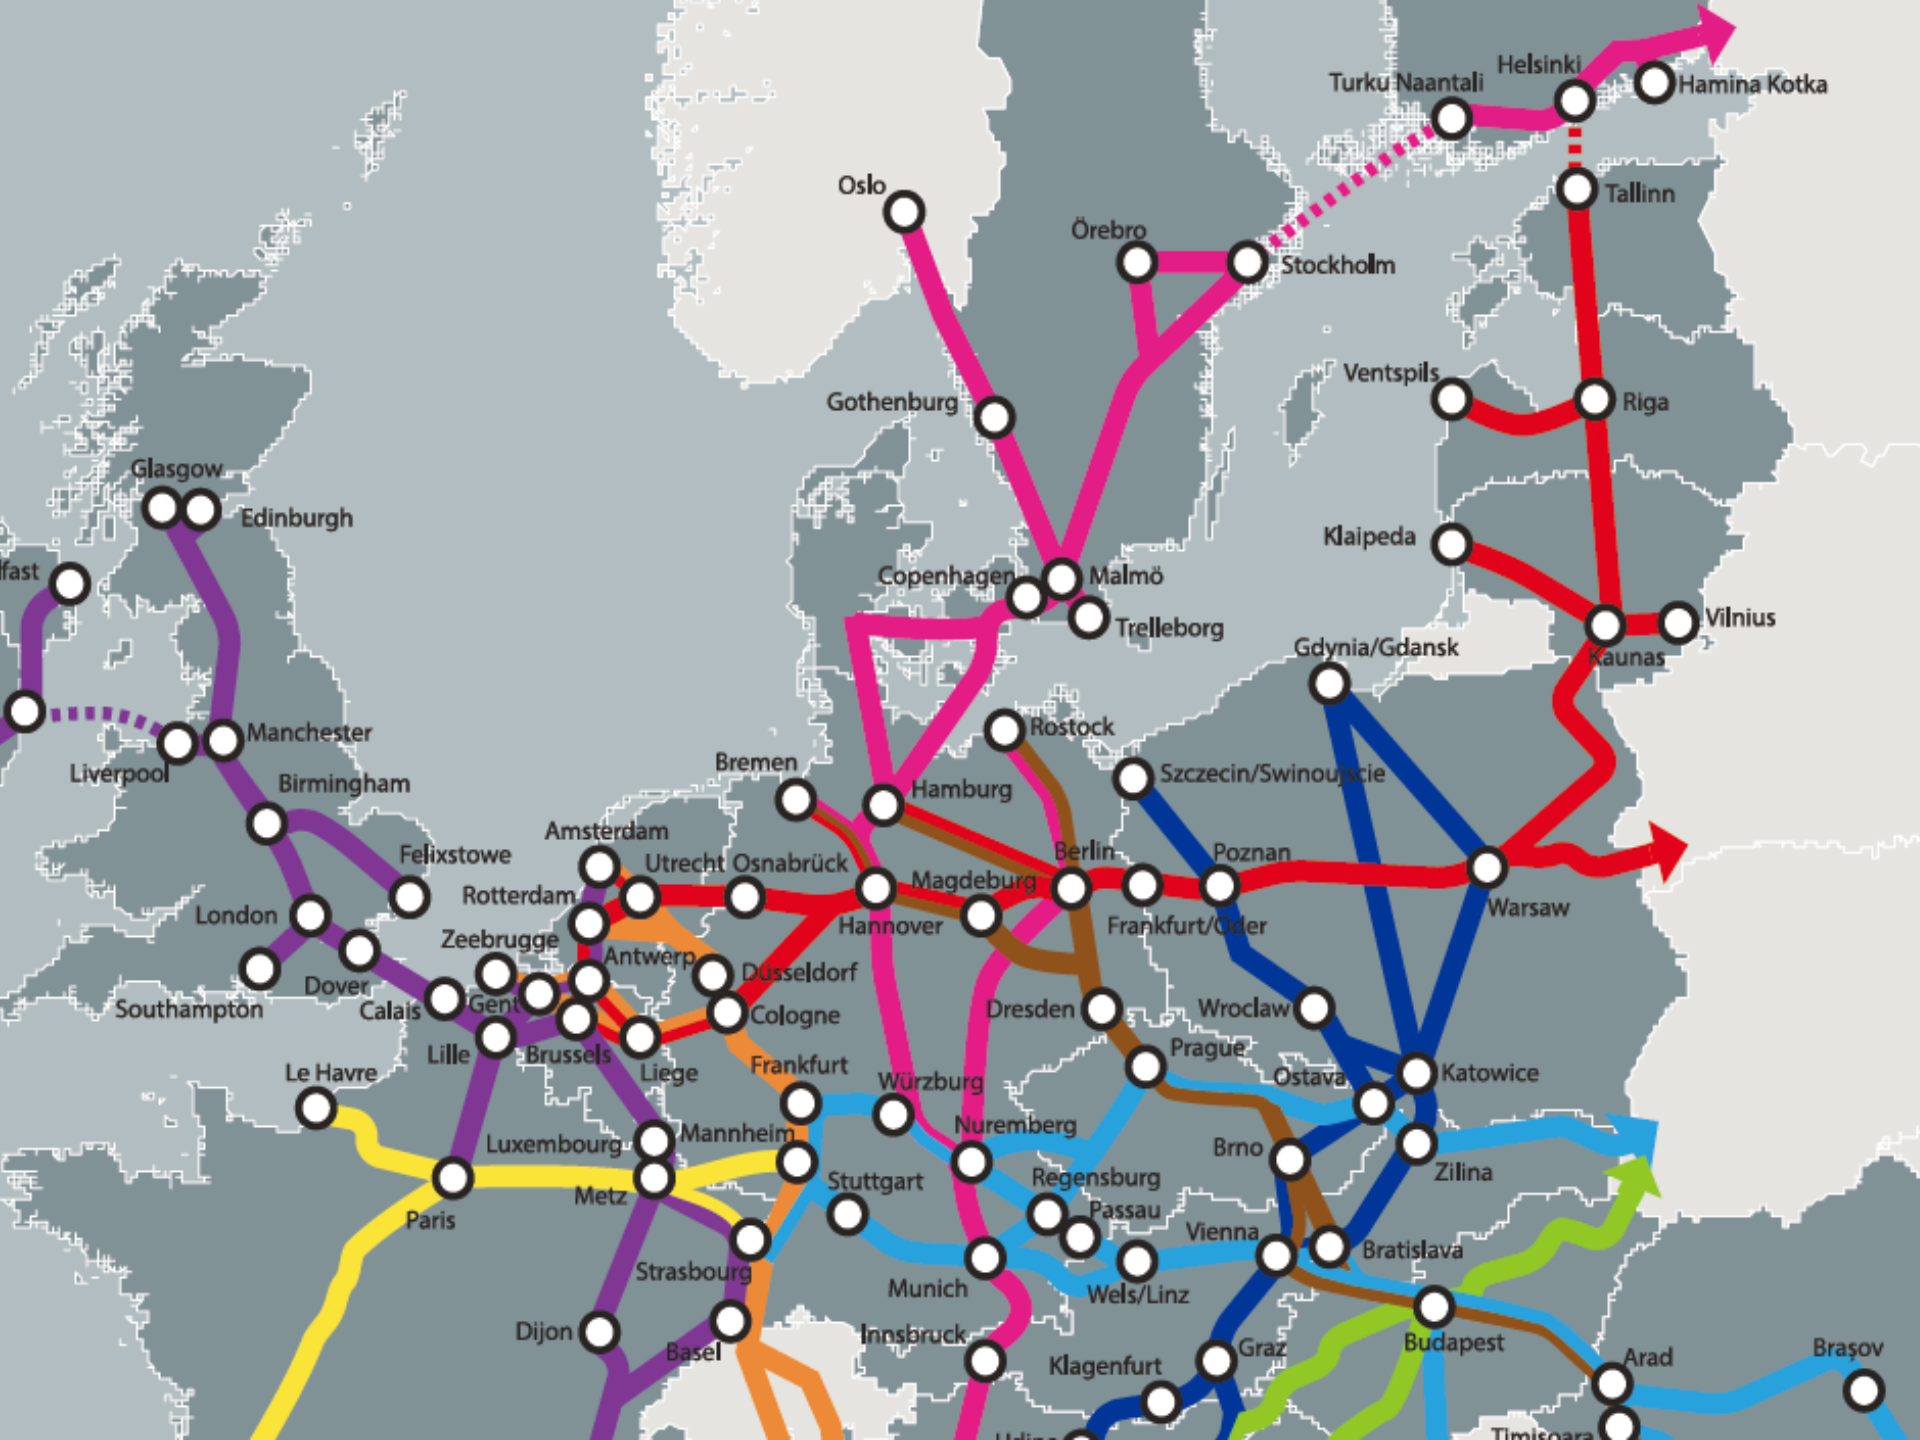 Helsinki
Turku Naantali
Hamina Kotka
Oslo
Tallinn
Örebro
Stockholm
Ventspils
Gothenburg
Riga
Glasgow
Edinburgh
Klaipeda
lfast
Copenhagen
Malmö
Vilnius
Trelleborg
Gdynia/Gdansk
Kaunas
Rostock
Manchester
Liverpool
Bremen
Szczecin/Swinoujscie
Birmingham
Hamburg
Amsterdam
Felixstowe
Utrecht
Osnabrück
Berlin
Poznan
Magdeburg
Rotterdam
London
Warsaw
Hannover
Frankfurt/Oder
Zeebrugge
Antwerp
Düsseldorf
Dover
Southampton
Calais
Gent
Dresden
Wroclaw
Cologne
Lille
Brussels
Prague
Le Havre
Liege
Frankfurt
Würzburg
Ostava
Katowice
Nuremberg
Luxembourg
Mannheim
Brno
Zilina
Metz
Stuttgart
Regensburg
Passau
Paris
Vienna
Bratislava
Strasbourg
Munich
Wels/Linz
Dijon
Basel
Innsbruck
Klagenfurt
Graz
Budapest
Arad
Brașov
Udine
Timisoara